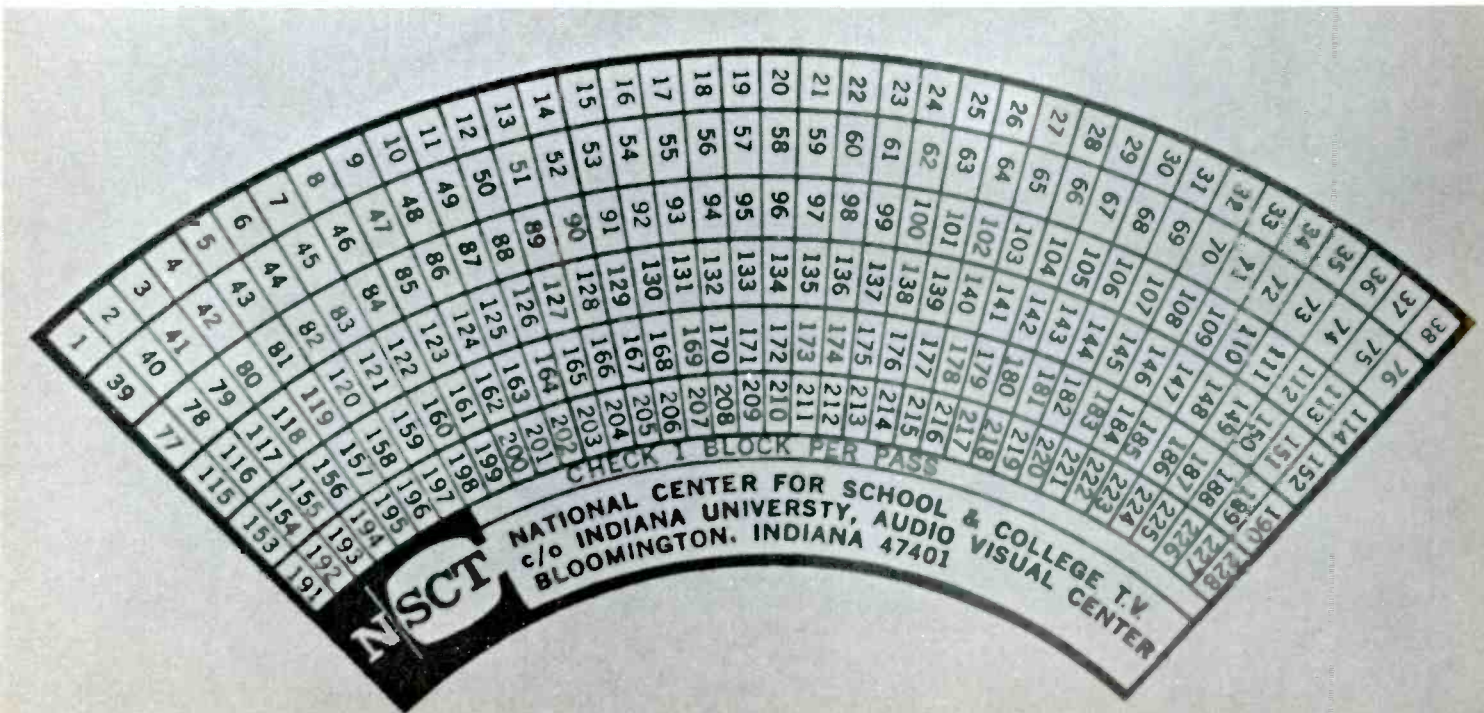 1 2 3 4 5 6 7 8 9 10 11 12 13 14 15 16 17 18 19 20 21 22 23 24 25 26 27 28 29 30 31 32 33 34 35 36 37 38
39 40 41 42 43 44 45 46 47 48 49 50 51 52 53 54 55 56 57 58 59 60 61 62 63 64 65 66 67 68 69 70 71 72 73 74 75 76
77 78 79 80 81 82 83 84 85 86 87 88 89 90 91 92 93 94 95 96 97 98 99 100 101 102 103 104 105 106 107 108 109 110 111 112 113 114
115 116 117 118 119 120 121 122 123 124 125 126 127 128 129 130 131 132 133 134 135 136 137 138 139 140 141 142 143 144 145 146 147 148 149 150 151 152
153 154 155 156 157 158 159 160 161 162 163 164 165 166 167 168 169 170 171 172 173 174 175 176 177 178 179 180 181 182 183 184 185 186 187 188 189 190
191 192 193 194 195 196 197 198 199 200 201 202 203 204 205 206 207 208 209 210 211 212 213 214 215 216 217 218 219 220 221 222 223 224 225 226 227 228
CHECK 1 BLOCK PER PASS
NSCT
NATIONAL CENTER FOR SCHOOL & COLLEGE T.V.
c/o INDIANA UNIVERSTY, AUDIO VISUAL CENTER
BLOOMINGTON, INDIANA 47401